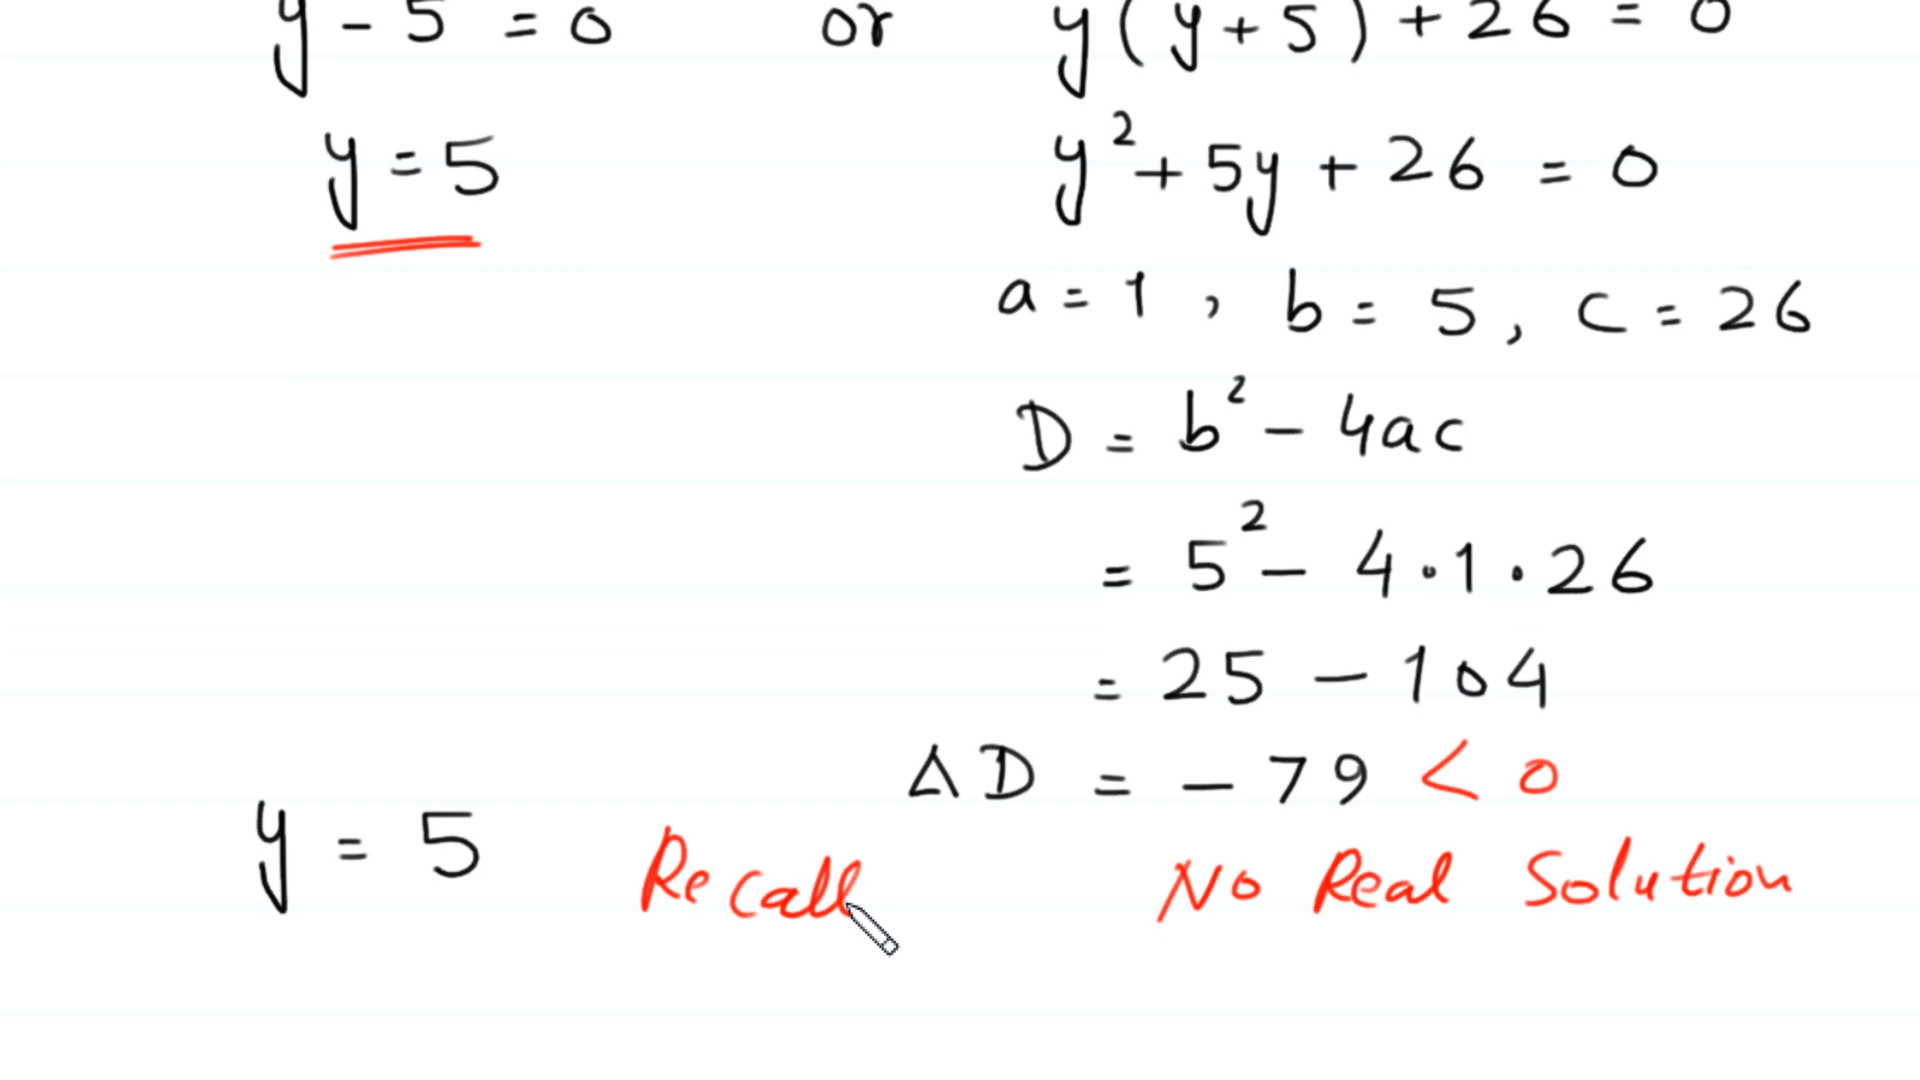 y - 5 = 0 or y(y+5) + 26 = 0
y = 5 y² + 5y + 26 = 0
a = 1 , b = 5 , c = 26
D = b² - 4ac
= 5² - 4·1·26
= 25 - 104
ΔD = - 79 < 0
y = 5 Recall No Real Solution